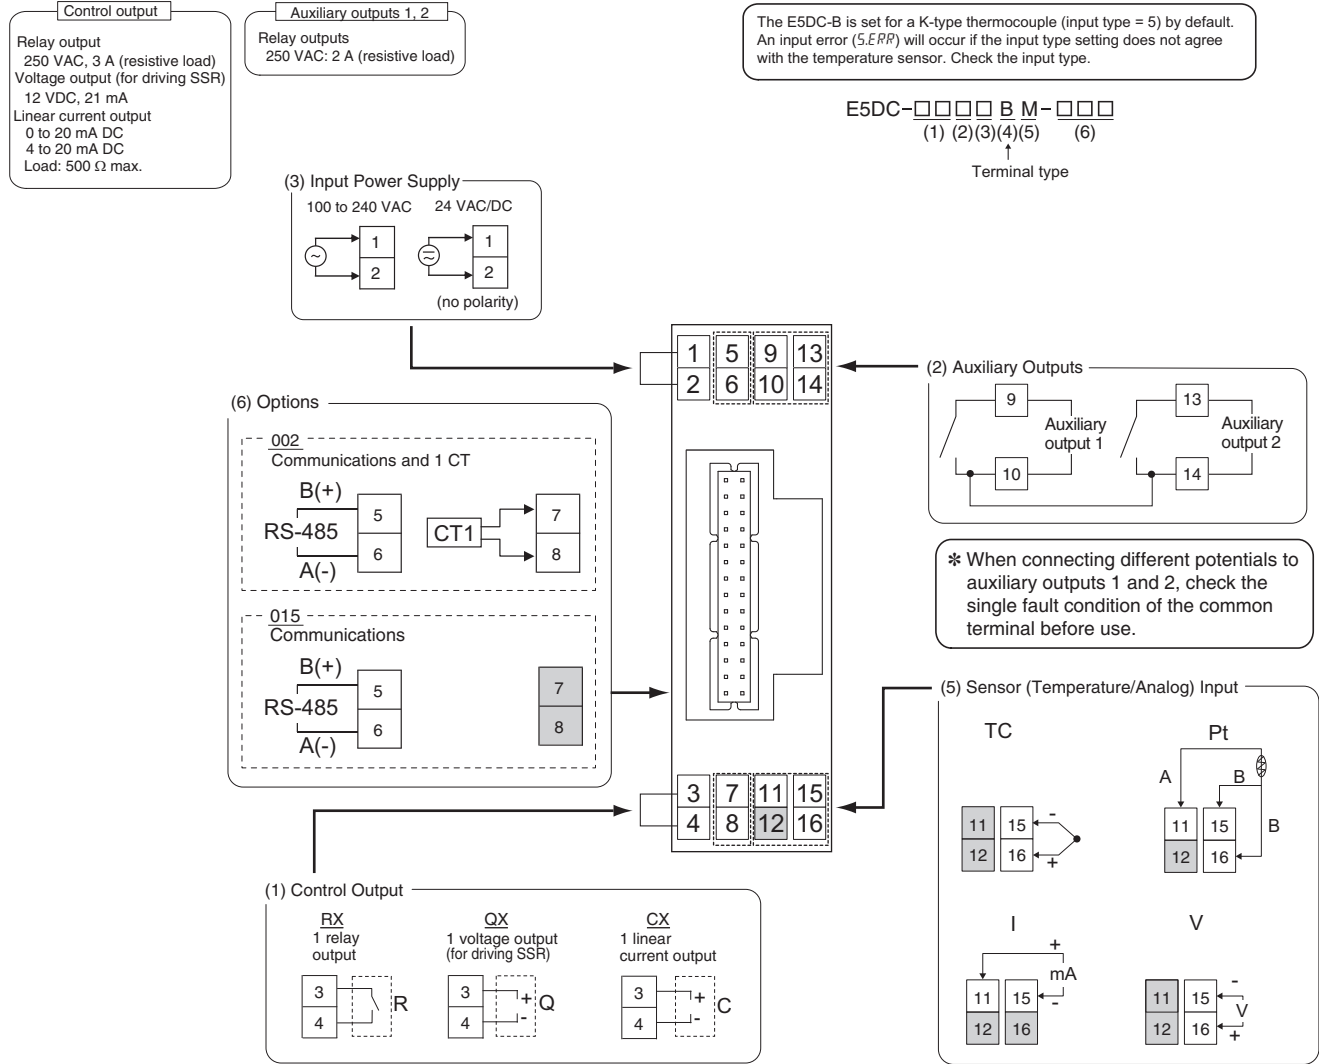 Control output
Relay output
250 VAC, 3 A (resistive load)
Voltage output (for driving SSR)
12 VDC, 21 mA
Linear current output
0 to 20 mA DC
4 to 20 mA DC
Load: 500 Ω max.
Auxiliary outputs 1, 2
Relay outputs
250 VAC: 2 A (resistive load)
The E5DC-B is set for a K-type thermocouple (input type = 5) by default.
An input error (S.ERR) will occur if the input type setting does not agree
with the temperature sensor. Check the input type.
E5DC-□□□□ B M-□□□
(1) (2)(3)(4)(5) (6)
Terminal type
(3) Input Power Supply
100 to 240 VAC 24 VAC/DC
1 1
2 2
(no polarity)
1 5 9 13
2 6 10 14
(2) Auxiliary Outputs
9 13
Auxiliary
output 1
Auxiliary
output 2
10 14
(6) Options
002
Communications and 1 CT
B(+)
5
RS-485
6
A(-)
CT1
7
8
015
Communications
B(+)
5
RS-485
6
A(-)
7
8
✻ When connecting different potentials to
auxiliary outputs 1 and 2, check the
single fault condition of the common
terminal before use.
3 7 11 15
4 8 12 16
(5) Sensor (Temperature/Analog) Input
TC
11 15 -
12 16 +
Pt
A B
11 15 B
12 16
I
+
mA
11 15 -
12 16
V
11 15 -
V
12 16 +
(1) Control Output
RX
1 relay
output
3
4
R
QX
1 voltage output
(for driving SSR)
3 +
4 -
Q
CX
1 linear
current output
3 +
4 -
C